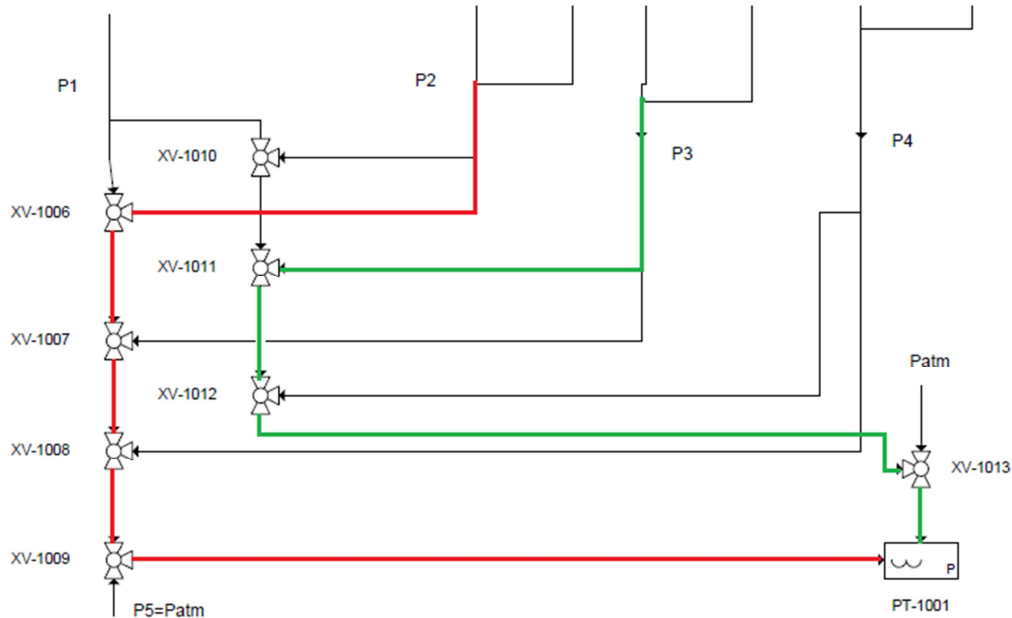 P1
P2
P3
P4
XV-1010
XV-1006
XV-1011
XV-1007
Patm
XV-1012
XV-1008
XV-1013
XV-1009
P
PT-1001
P5=Patm